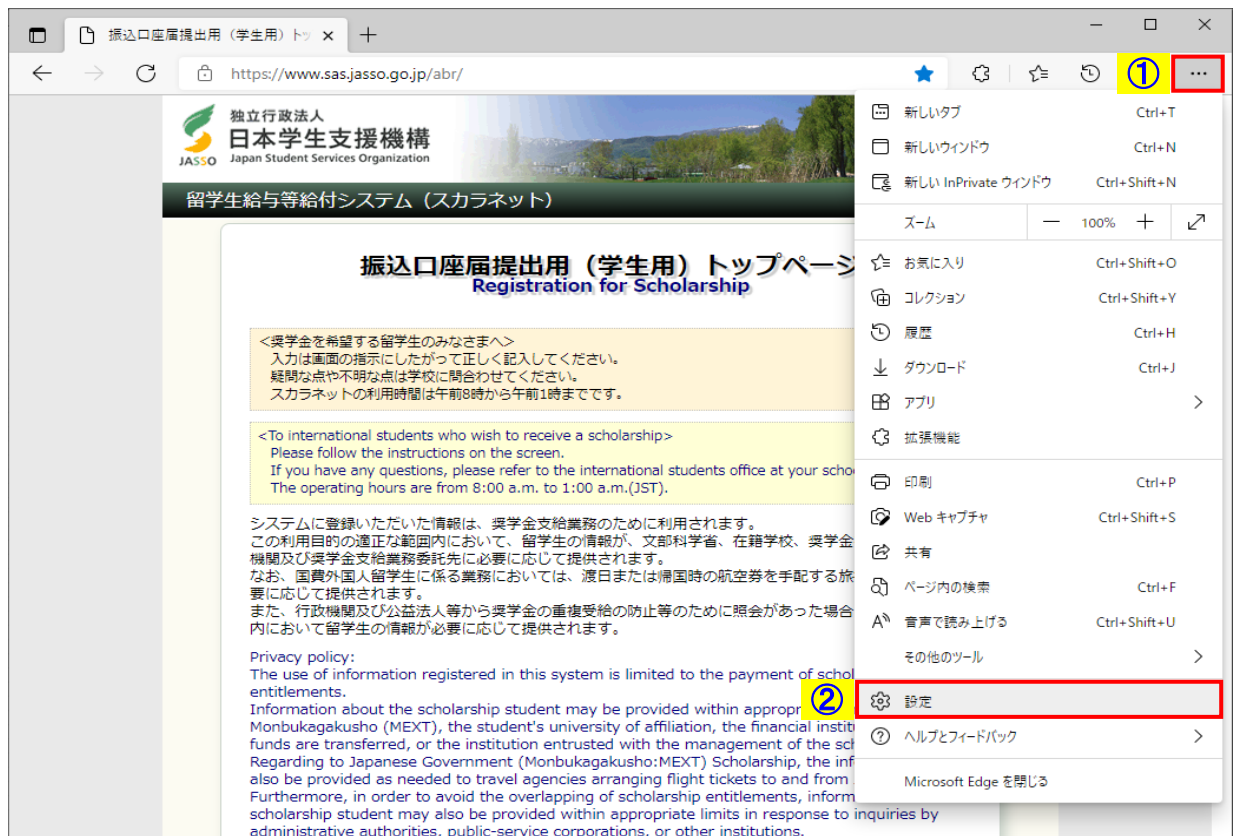 振込口座届提出用（学生用）トッ
https://www.sas.jasso.go.jp/abr/
①
独立行政法人
日本学生支援機構
Japan Student Services Organization
JASSO
留学生給与等給付システム（スカラネット）
振込口座届提出用（学生用）トップページ
Registration for Scholarship
<奨学金を希望する留学生のみなさまへ>
入力は画面の指示にしたがって正しく記入してください。
疑問な点や不明な点は学校に問合わせてください。
スカラネットの利用時間は午前8時から午前1時までです。
<To international students who wish to receive a scholarship>
Please follow the instructions on the screen.
If you have any questions, please refer to the international students office at your scho
The operating hours are from 8:00 a.m. to 1:00 a.m.(JST).
システムに登録いただいた情報は、奨学金支給業務のために利用されます。
この利用目的の適正な範囲内において、留学生の情報が、文部科学省、在籍学校、奨学金
機関及び奨学金支給業務委託先に必要に応じて提供されます。
なお、国費外国人留学生に係る業務においては、渡日または帰国時の航空券を手配する旅
要に応じて提供されます。
また、行政機関及び公益法人等から奨学金の重複受給の防止等のために照会があった場合
内において留学生の情報が必要に応じて提供されます。
Privacy policy:
The use of information registered in this system is limited to the payment of schol
entitlements.
Information about the scholarship student may be provided within appropr
Monbukagakusho (MEXT), the student's university of affiliation, the financial institu
funds are transferred, or the institution entrusted with the management of the sch
Regarding to Japanese Government (Monbukagakusho:MEXT) Scholarship, the inf
also be provided as needed to travel agencies arranging flight tickets to and from
Furthermore, in order to avoid the overlapping of scholarship entitlements, inform
scholarship student may also be provided within appropriate limits in response to inquiries by
administrative authorities, public-service corporations, or other institutions.
新しいタブ Ctrl+T
新しいウィンドウ Ctrl+N
新しい InPrivate ウィンドウ Ctrl+Shift+N
ズーム 100%
お気に入り Ctrl+Shift+O
コレクション Ctrl+Shift+Y
履歴 Ctrl+H
ダウンロード Ctrl+J
アプリ
拡張機能
印刷 Ctrl+P
Web キャプチャ Ctrl+Shift+S
共有
ページ内の検索 Ctrl+F
音声で読み上げる Ctrl+Shift+U
その他のツール
② 設定
ヘルプとフィードバック
Microsoft Edge を閉じる